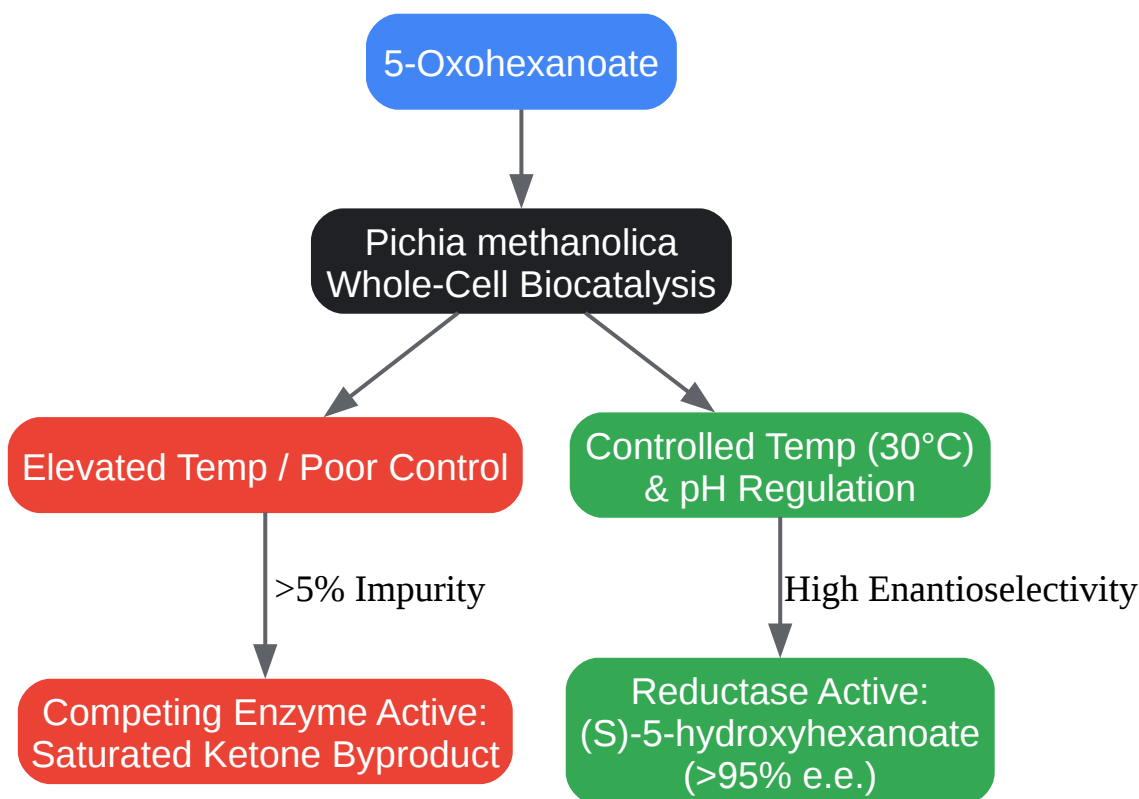 5-Oxohexanoate
Pichia methanolica
Whole-Cell Biocatalysis
Elevated Temp / Poor Control
Controlled Temp (30°C)
& pH Regulation
>5% Impurity
High Enantioselectivity
Competing Enzyme Active:
Saturated Ketone Byproduct
Reductase Active:
(S)-5-hydroxyhexanoate
(>95% e.e.)